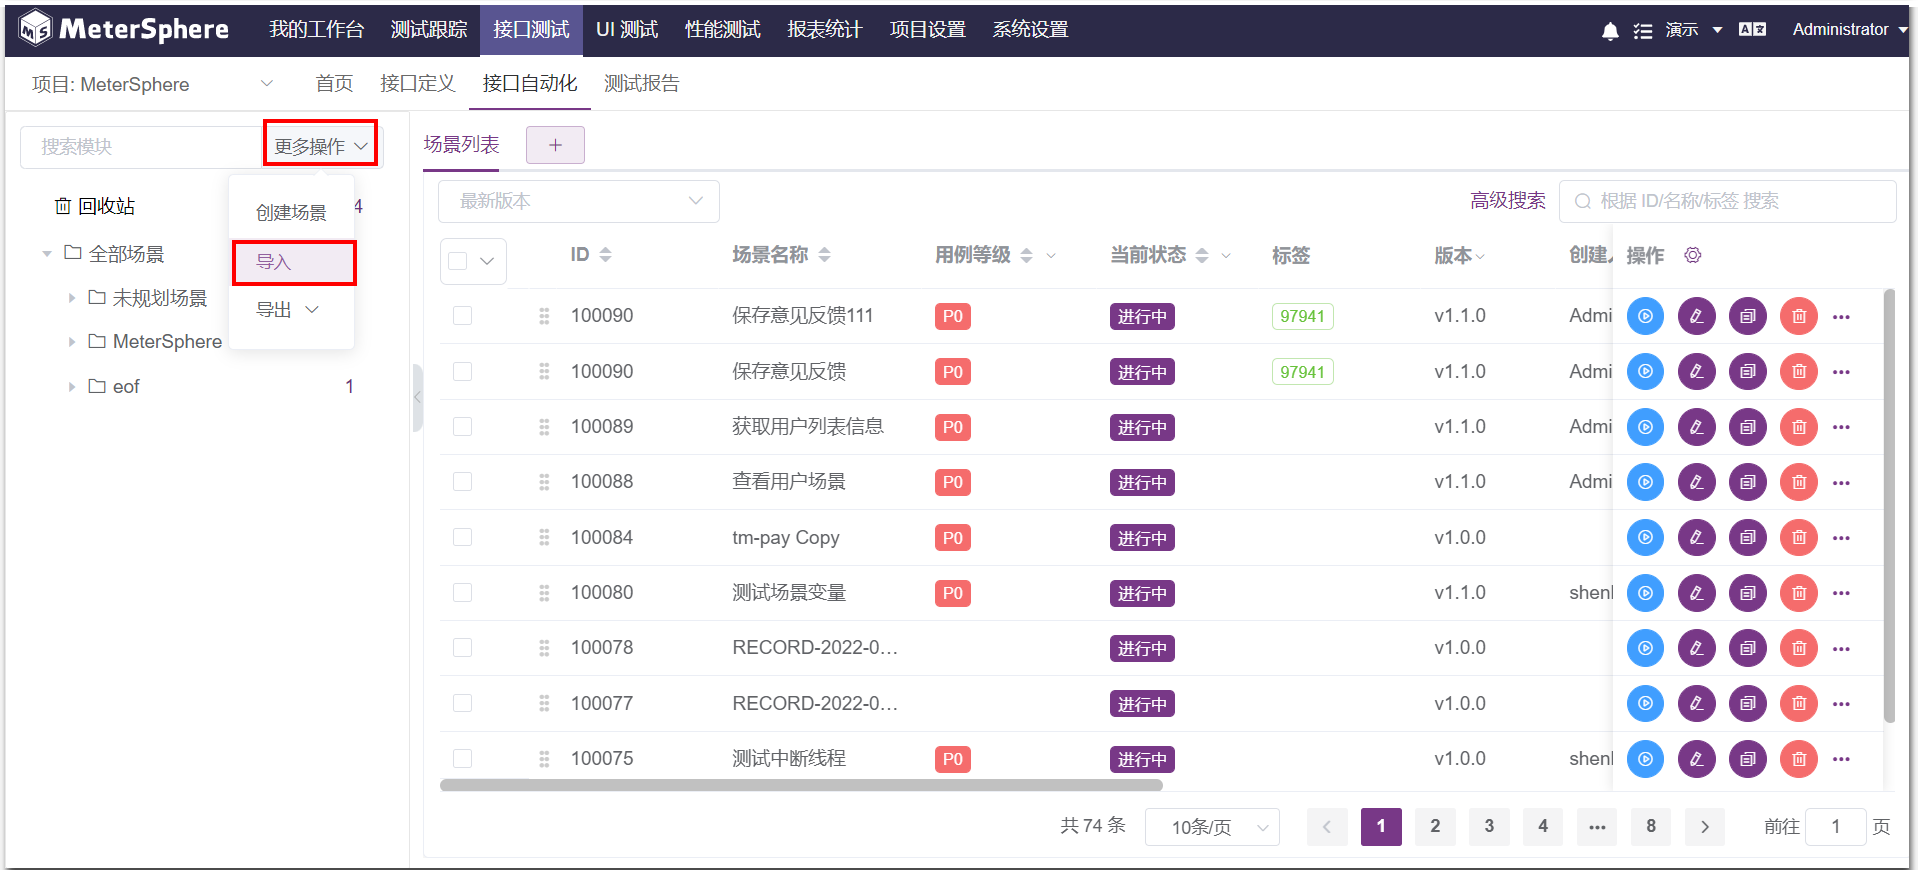 MeterSphere 我的工作台 测试跟踪 接口测试 UI 测试 性能测试 报表统计 项目设置 系统设置 演示 Administrator
项目: MeterSphere 首页 接口定义 接口自动化 测试报告
搜索模块 更多操作
回收站 4
全部场景
未规划场景
MeterSphere
eof 1
创建场景
导入
导出
场景列表 +
最新版本 高级搜索 根据 ID/名称/标签 搜索
ID 场景名称 用例等级 当前状态 标签 版本 创建 操作
100090 保存意见反馈111 P0 进行中 97941 v1.1.0 Admi
100090 保存意见反馈 P0 进行中 97941 v1.1.0 Admi
100089 获取用户列表信息 P0 进行中 v1.1.0 Admi
100088 查看用户场景 P0 进行中 v1.1.0 Admi
100084 tm-pay Copy P0 进行中 v1.0.0
100080 测试场景变量 P0 进行中 v1.1.0 shen
100078 RECORD-2022-0... 进行中 v1.0.0
100077 RECORD-2022-0... 进行中 v1.0.0
100075 测试中断线程 P0 进行中 v1.0.0 shen
共 74 条 10条/页 1 2 3 4 ... 8 前往 1 页